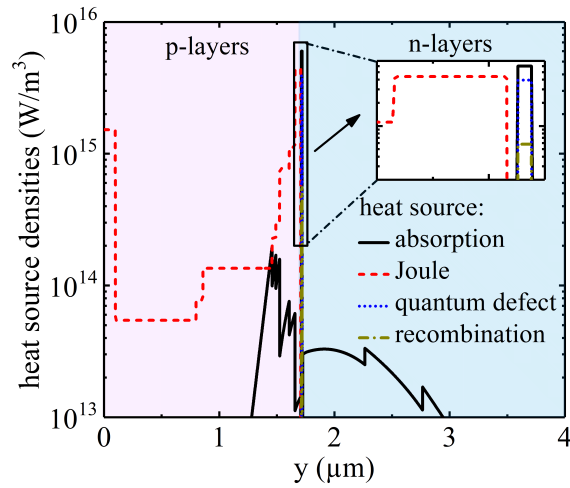 10^16
p-layers
n-layers
10^15
heat source densities (W/m³)
heat source:
absorption
Joule
10^14
quantum defect
recombination
10^13
0 1 2 3 4
y (µm)